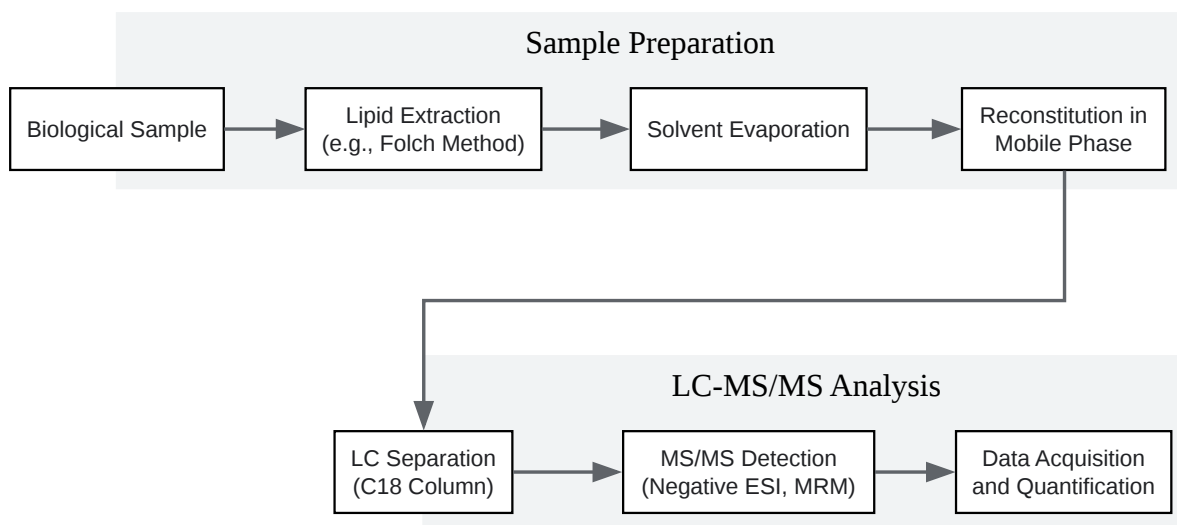 Sample Preparation
Biological Sample
Lipid Extraction
(e.g., Folch Method)
Solvent Evaporation
Reconstitution in
Mobile Phase
LC-MS/MS Analysis
LC Separation
(C18 Column)
MS/MS Detection
(Negative ESI, MRM)
Data Acquisition
and Quantification